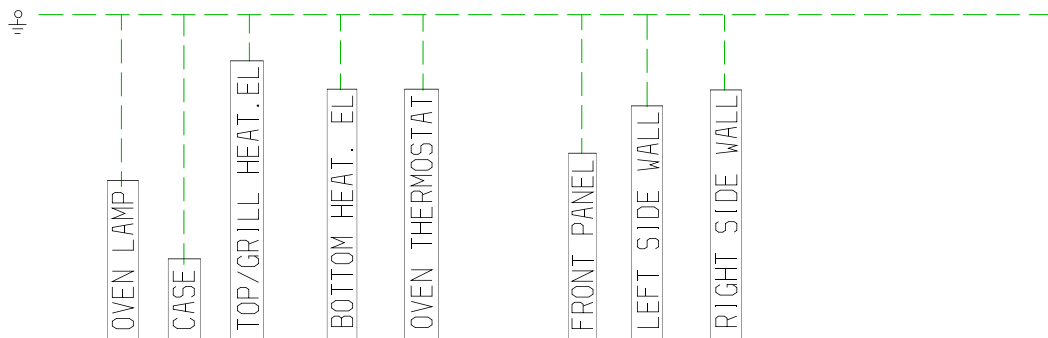 OVEN LAMP
CASE
TOP/GRILL HEAT.EL
BOTTOM HEAT. EL
OVEN THERMOSTAT
FRONT PANEL
LEFT SIDE WALL
RIGHT SIDE WALL